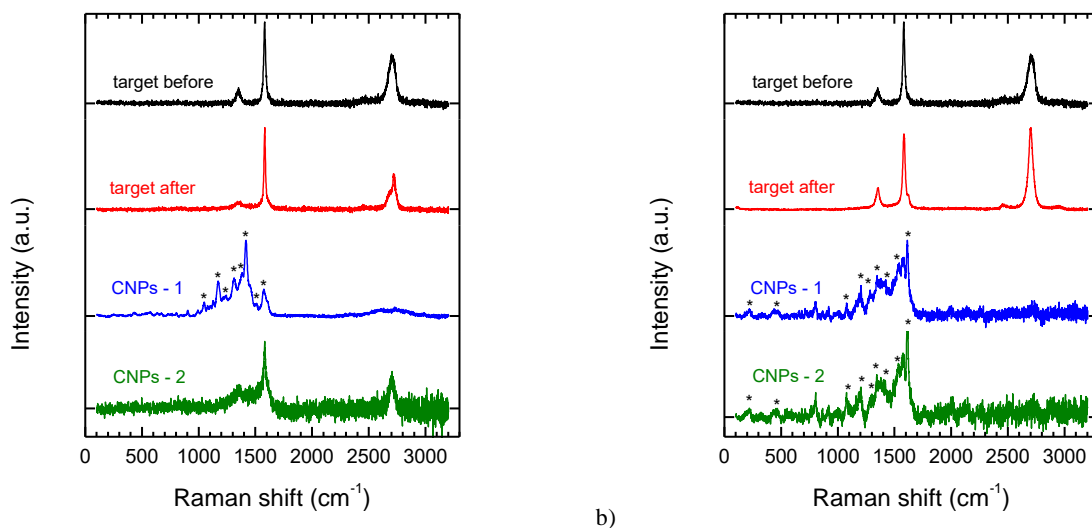 target before
target after
CNPs - 1
* * * * * * * *
CNPs - 2
Intensity (a.u.)
0 500 1000 1500 2000 2500 3000
Raman shift (cm⁻¹)
b)
target before
target after
CNPs - 1
* * * * * * * * * *
CNPs - 2
* * * * * * * * * *
Intensity (a.u.)
0 500 1000 1500 2000 2500 3000
Raman shift (cm⁻¹)